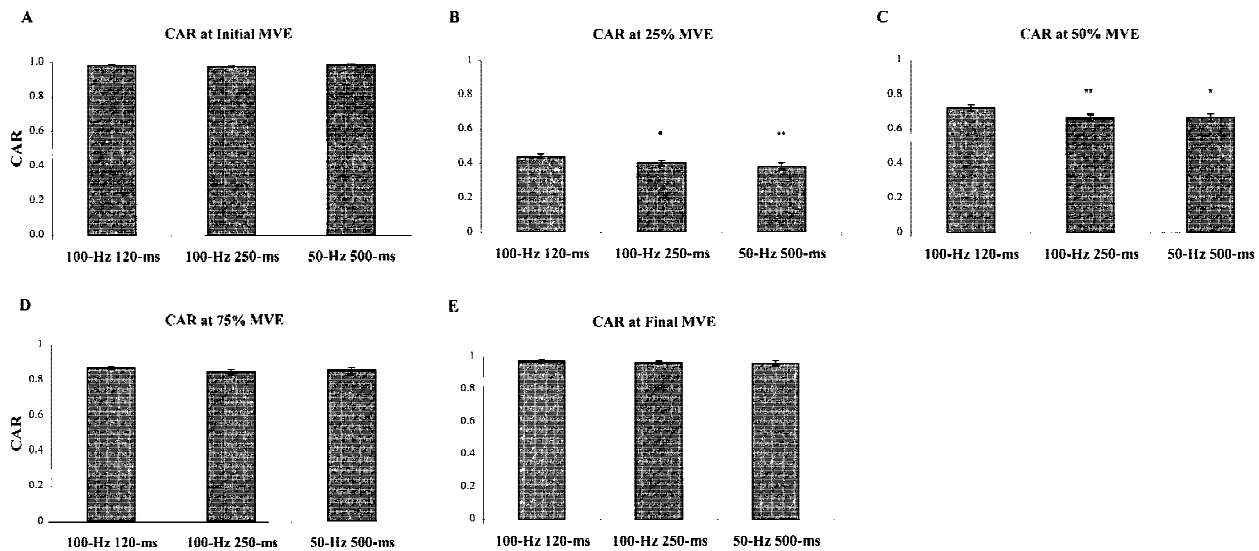 A
CAR at Initial MVE
1.0
0.8
0.6
0.4
0.2
0.0
CAR
100-Hz 120-ms 100-Hz 250-ms 50-Hz 500-ms
B
CAR at 25% MVE
1
0.8
0.6
0.4
0.2
0
*
**
100-Hz 120-ms 100-Hz 250-ms 50-Hz 500-ms
C
CAR at 50% MVE
1
0.8
0.6
0.4
0.2
0
**
*
100-Hz 120-ms 100-Hz 250-ms 50-Hz 500-ms
D
CAR at 75% MVE
1
0.8
0.6
0.4
0.2
0
CAR
100-Hz 120-ms 100-Hz 250-ms 50-Hz 500-ms
E
CAR at Final MVE
1
0.8
0.6
0.4
0.2
0
100-Hz 120-ms 100-Hz 250-ms 50-Hz 500-ms